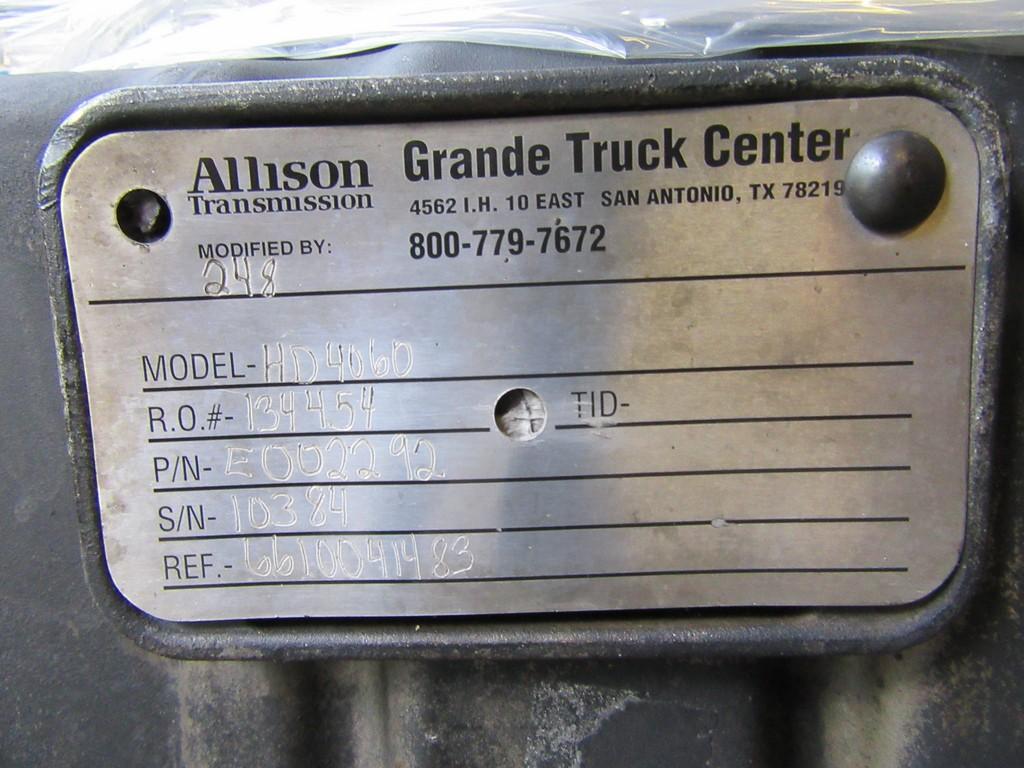 Allison Transmission
Grande Truck Center
4562 I.H. 10 EAST SAN ANTONIO, TX 78219
MODIFIED BY: 800-779-7672
248
MODEL- HD4060
R.O.#- 134454 TID-
P/N- E002292
S/N- 10384
REF.- 6610041483